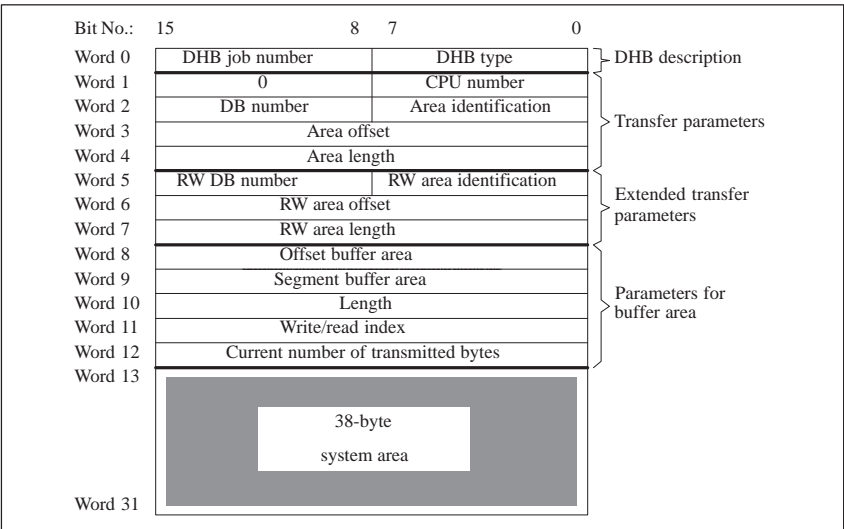 Bit No.: 15 8 7 0
Word 0 DHB job number DHB type DHB description
Word 1 0 CPU number
Word 2 DB number Area identification
Word 3 Area offset Transfer parameters
Word 4 Area length
Word 5 RW DB number RW area identification
Word 6 RW area offset Extended transfer
Word 7 RW area length parameters
Word 8 Offset buffer area
Word 9 Segment buffer area
Word 10 Length Parameters for
Word 11 Write/read index buffer area
Word 12 Current number of transmitted bytes
Word 13
38-byte
system area
Word 31